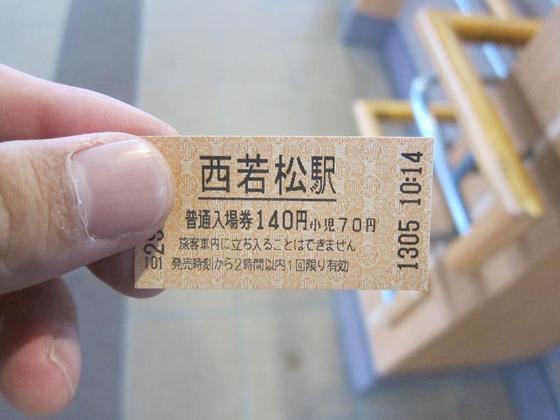 西若松駅
普通入場券140円小児70円
旅客車内に立ち入ることはできません
発売時刻から2時間以内1回限り有効
101
1305 10:14